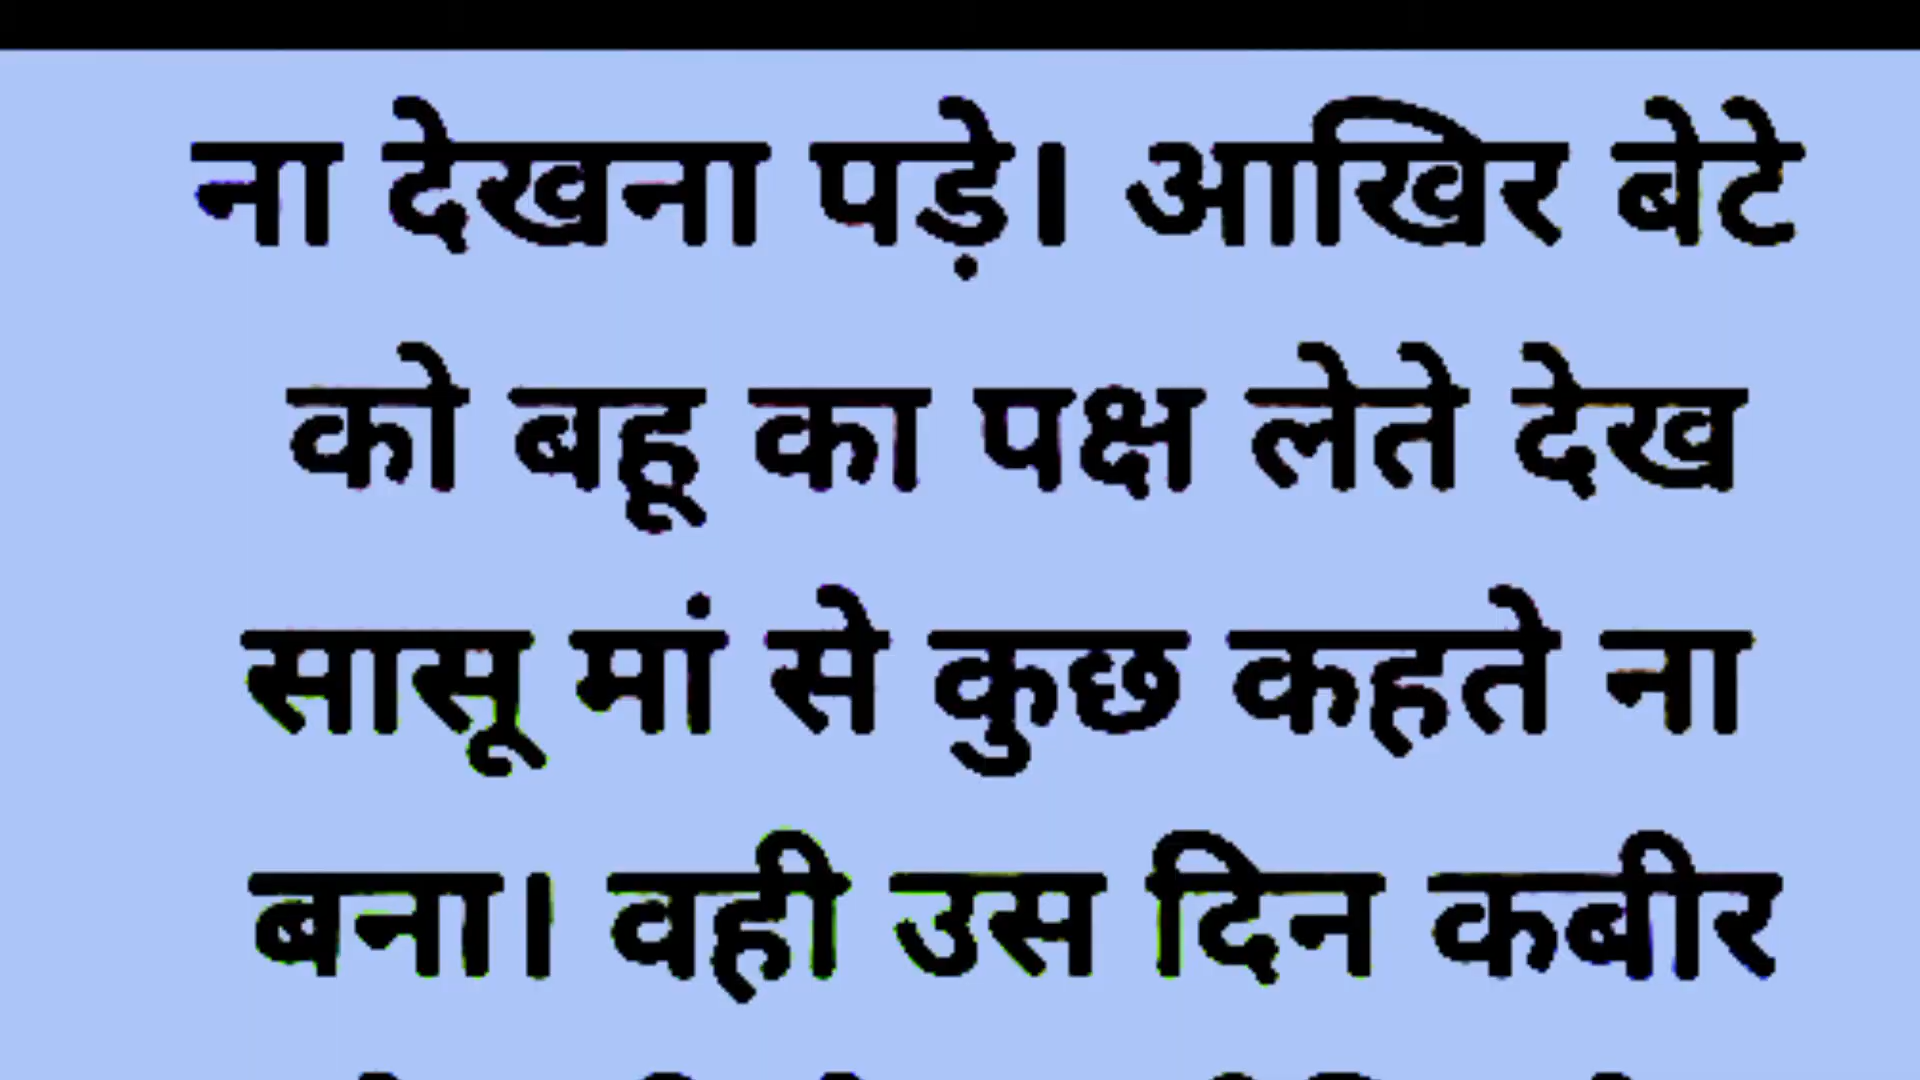 ना देखना पड़े। आखिर बेटे
को बहू का पक्ष लेते देख
सासू मां से कुछ कहते ना
बना। वही उस दिन कबीर